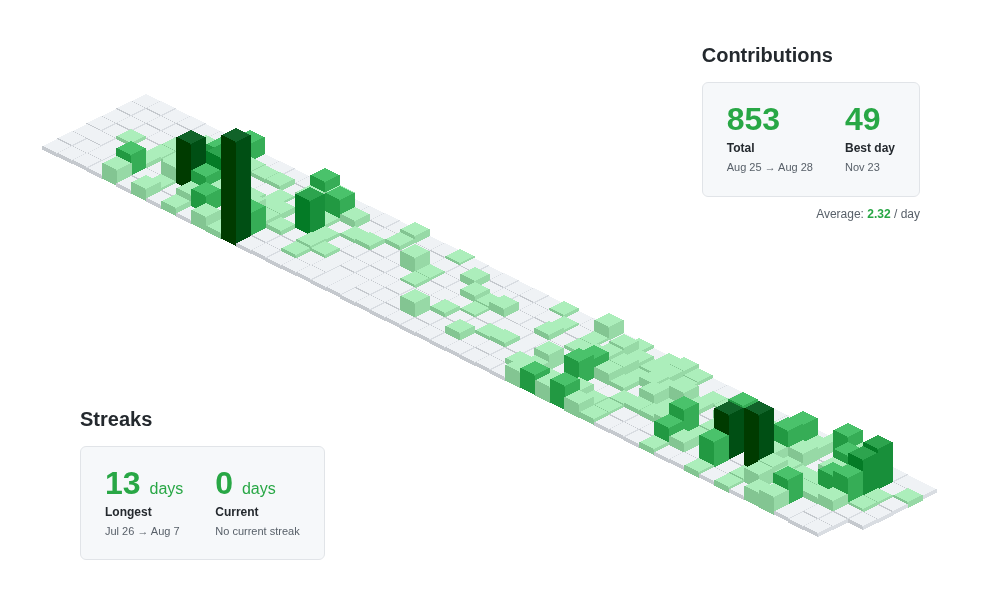 Contributions
853 49
Total Best day
Aug 25 → Aug 28 Nov 23
Average: 2.32 / day
Streaks
13 days 0 days
Longest Current
Jul 26 → Aug 7 No current streak